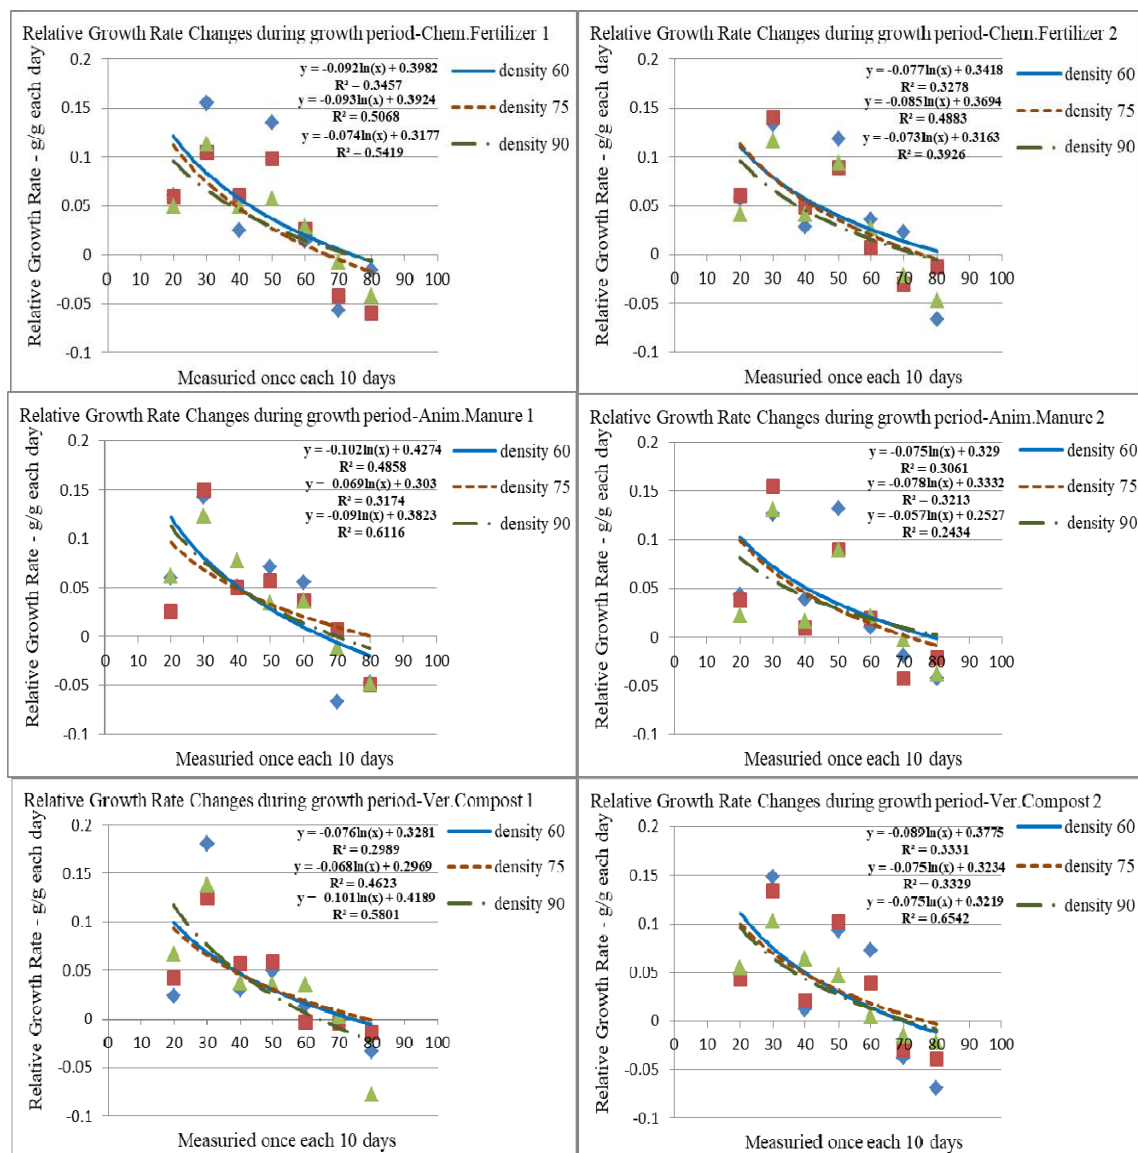 Relative Growth Rate Changes during growth period-Chem.Fertilizer 1
Relative Growth Rate - g/g each day
0.2
0.15
0.1
0.05
0
-0.05
-0.1
y = -0.092ln(x) + 0.3982
R² = 0.3457
y = -0.093ln(x) + 0.3924
R² = 0.5068
y = -0.074ln(x) + 0.3177
R² = 0.5419
density 60
density 75
density 90
0 10 20 30 40 50 60 70 80 90 100
Measuried once each 10 days
Relative Growth Rate Changes during growth period-Chem.Fertilizer 2
Relative Growth Rate - g/g each day
0.2
0.15
0.1
0.05
0
-0.05
-0.1
y = -0.077ln(x) + 0.3418
R² = 0.3278
y = -0.085ln(x) + 0.3694
R² = 0.4883
y = -0.073ln(x) + 0.3163
R² = 0.3926
density 60
density 75
density 90
0 10 20 30 40 50 60 70 80 90 100
Measuried once each 10 days
Relative Growth Rate Changes during growth period-Anim.Manure 1
Relative Growth Rate - g/g each day
0.2
0.15
0.1
0.05
0
-0.05
-0.1
y = -0.102ln(x) + 0.4274
R² = 0.4858
y = 0.069ln(x) + 0.303
R² = 0.3174
y = -0.09ln(x) + 0.3823
R² = 0.6116
density 60
density 75
density 90
0 10 20 30 40 50 60 70 80 90 100
Measuried once each 10 days
Relative Growth Rate Changes during growth period-Anim.Manure 2
Relative Growth Rate - g/g each day
0.2
0.15
0.1
0.05
0
-0.05
-0.1
y = -0.075ln(x) + 0.329
R² = 0.3061
y = -0.078ln(x) + 0.3332
R² = 0.3213
y = -0.057ln(x) + 0.2527
R² = 0.2434
density 60
density 75
density 90
0 10 20 30 40 50 60 70 80 90 100
Measuried once each 10 days
Relative Growth Rate Changes during growth period-Ver.Compost 1
Relative Growth Rate - g/g each day
0.2
0.15
0.1
0.05
0
-0.05
-0.1
y = -0.076ln(x) + 0.3281
R² = 0.2989
y = -0.068ln(x) + 0.2969
R² = 0.4623
y = 0.101ln(x) + 0.4189
R² = 0.5801
density 60
density 75
density 90
0 10 20 30 40 50 60 70 80 90 100
Measuried once each 10 days
Relative Growth Rate Changes during growth period-Ver.Compost 2
Relative Growth Rate - g/g each day
0.2
0.15
0.1
0.05
0
-0.05
-0.1
y = -0.089ln(x) + 0.3775
R² = 0.3331
y = -0.075ln(x) + 0.3234
R² = 0.3329
y = -0.075ln(x) + 0.3219
R² = 0.6542
density 60
density 75
density 90
0 10 20 30 40 50 60 70 80 90 100
Measuried once each 10 days